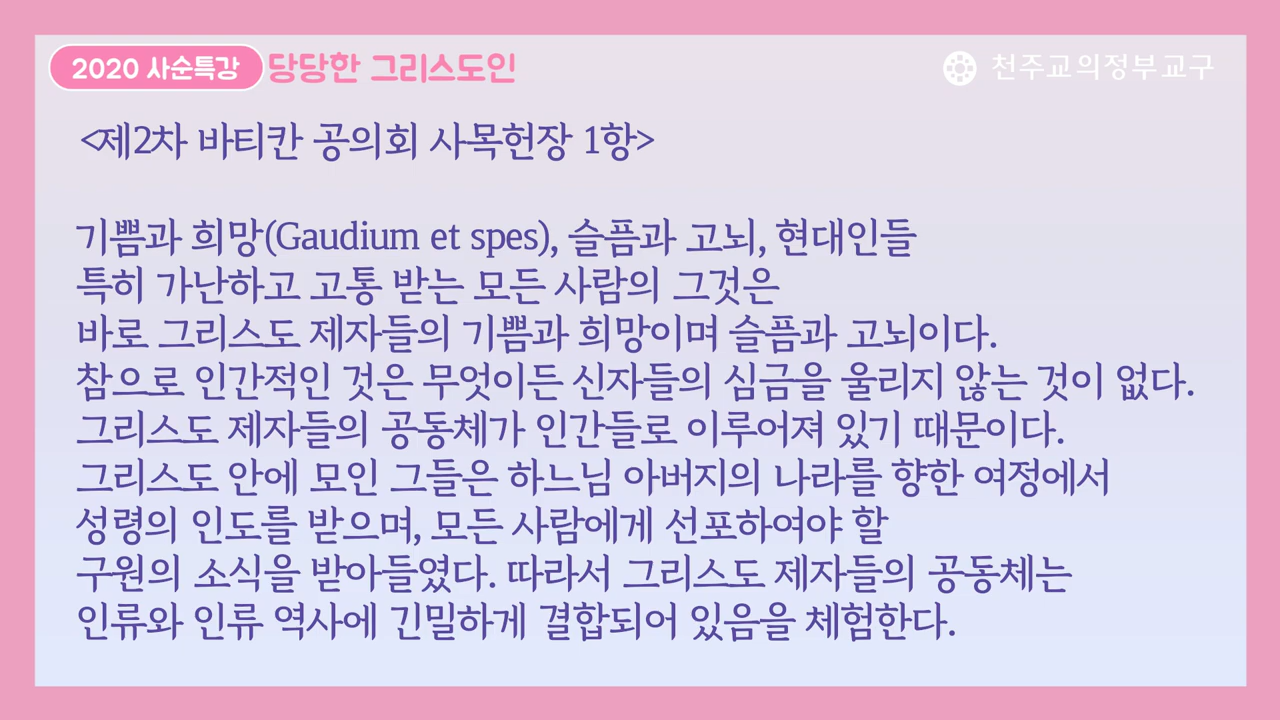 2020 사순특강 당당한 그리스도인
천주교의정부교구
<제2차 바티칸 공의회 사목헌장 1항>
기쁨과 희망(Gaudium et spes), 슬픔과 고뇌, 현대인들
특히 가난하고 고통 받는 모든 사람의 그것은
바로 그리스도 제자들의 기쁨과 희망이며 슬픔과 고뇌이다.
참으로 인간적인 것은 무엇이든 신자들의 심금을 울리지 않는 것이 없다.
그리스도 제자들의 공동체가 인간들로 이루어져 있기 때문이다.
그리스도 안에 모인 그들은 하느님 아버지의 나라를 향한 여정에서
성령의 인도를 받으며, 모든 사람에게 선포하여야 할
구원의 소식을 받아들였다. 따라서 그리스도 제자들의 공동체는
인류와 인류 역사에 긴밀하게 결합되어 있음을 체험한다.